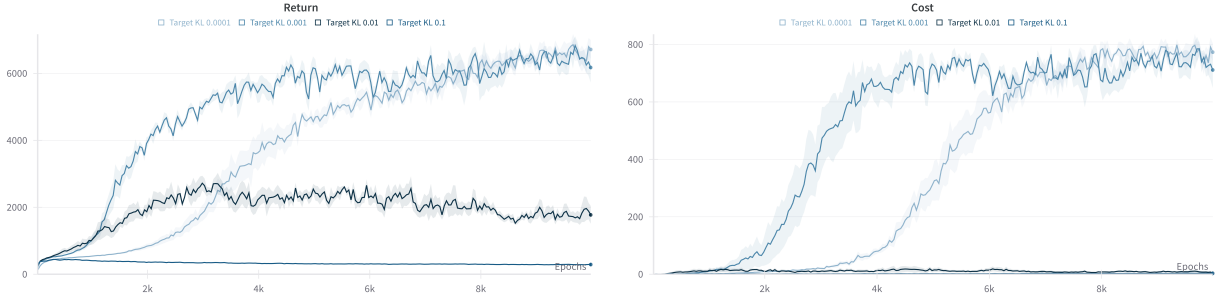 Return
Target KL 0.0001 Target KL 0.001 Target KL 0.01 Target KL 0.1
6000
4000
2000
0
2k 4k 6k 8k
Epochs
Cost
Target KL 0.0001 Target KL 0.001 Target KL 0.01 Target KL 0.1
800
600
400
200
0
2k 4k 6k 8k
Epochs